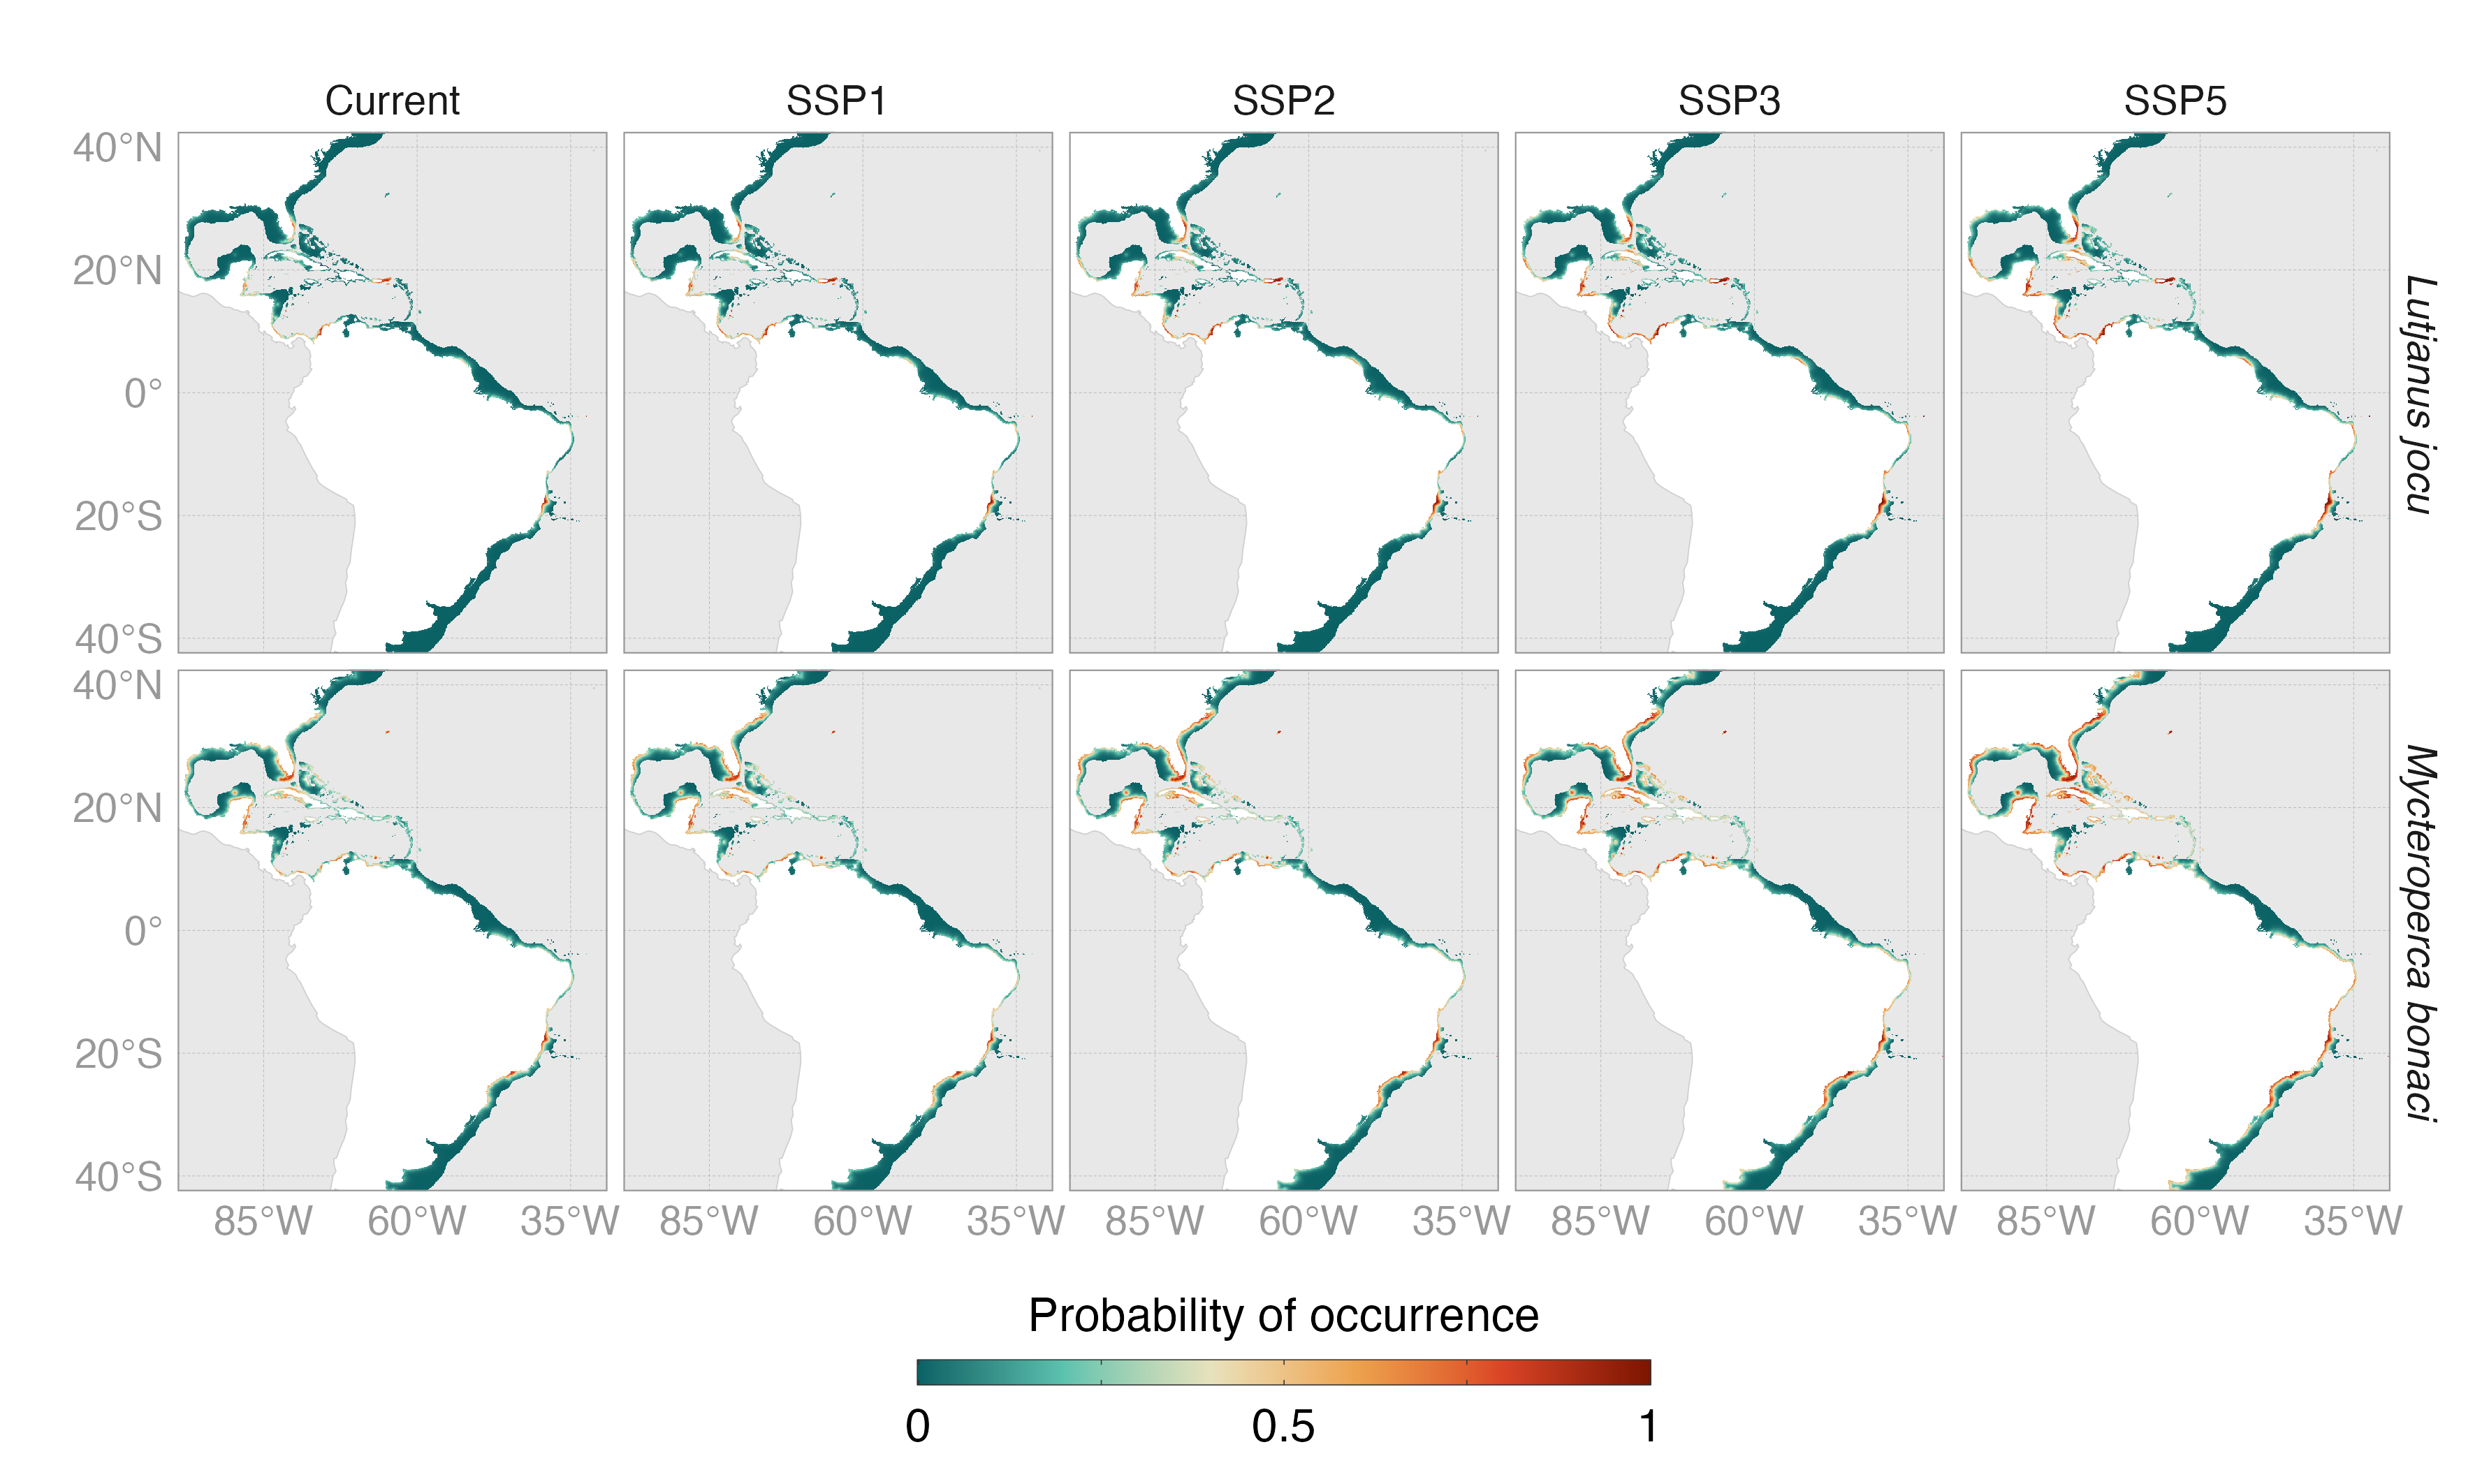 Current SSP1 SSP2 SSP3 SSP5
40°N
20°N
0°
20°S
40°S
Lutjanus jocu
40°N
20°N
0°
20°S
40°S
Mycteroperca bonaci
85°W 60°W 35°W 85°W 60°W 35°W 85°W 60°W 35°W 85°W 60°W 35°W 85°W 60°W 35°W
Probability of occurrence
0 0.5 1